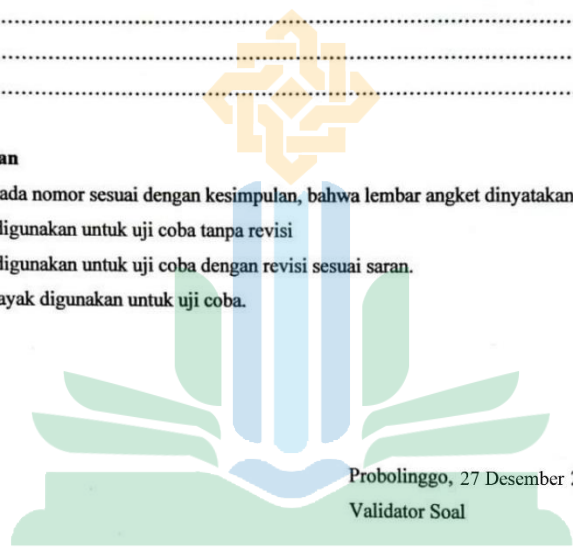 an
ada nomor sesuai dengan kesimpulan, bahwa lembar angket dinyatakan
digunakan untuk uji coba tanpa revisi
digunakan untuk uji coba dengan revisi sesuai saran.
ayak digunakan untuk uji coba.
Probolinggo, 27 Desember
Validator Soal